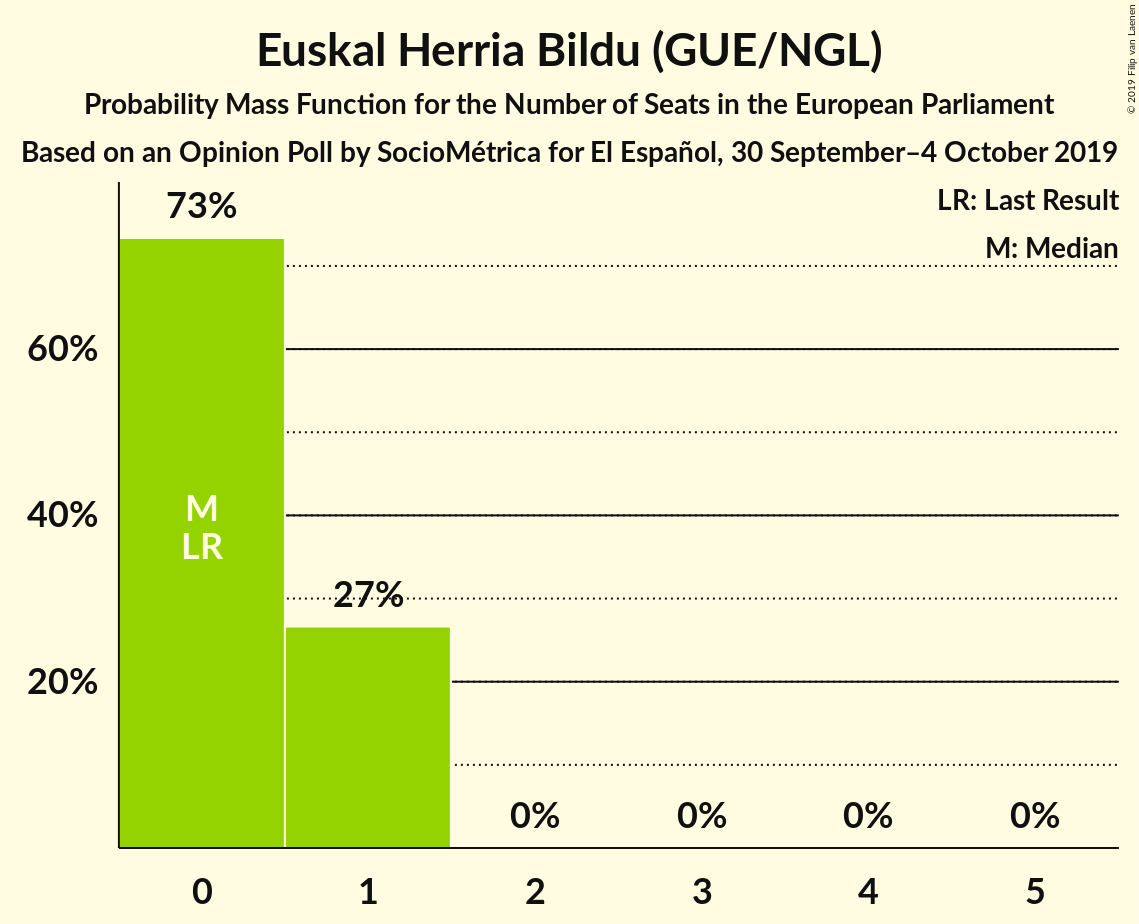 Euskal Herria Bildu (GUE/NGL)
Probability Mass Function for the Number of Seats in the European Parliament
Based on an Opinion Poll by SocioMétrica for El Español, 30 September–4 October 2019
© 2019 Filip van Laenen
LR: Last Result
M: Median
73%
60%
40%
20%
M
LR
27%
0%
0%
0%
0%
0
1
2
3
4
5